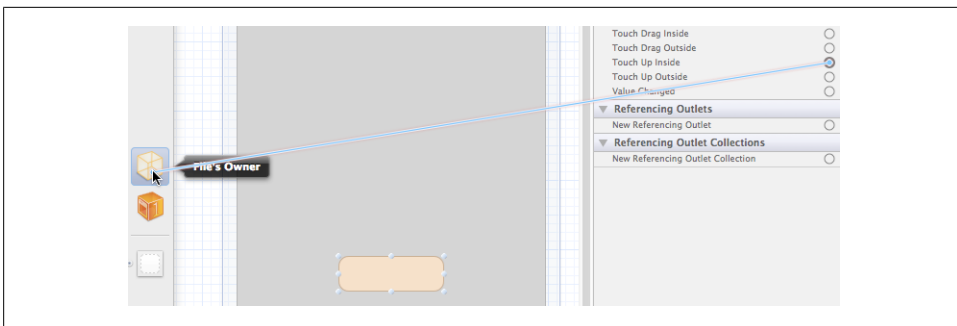 Touch Drag Inside
Touch Drag Outside
Touch Up Inside
Touch Up Outside
Value Changed
Referencing Outlets
New Referencing Outlet
Referencing Outlet Collections
New Referencing Outlet Collection
File's Owner